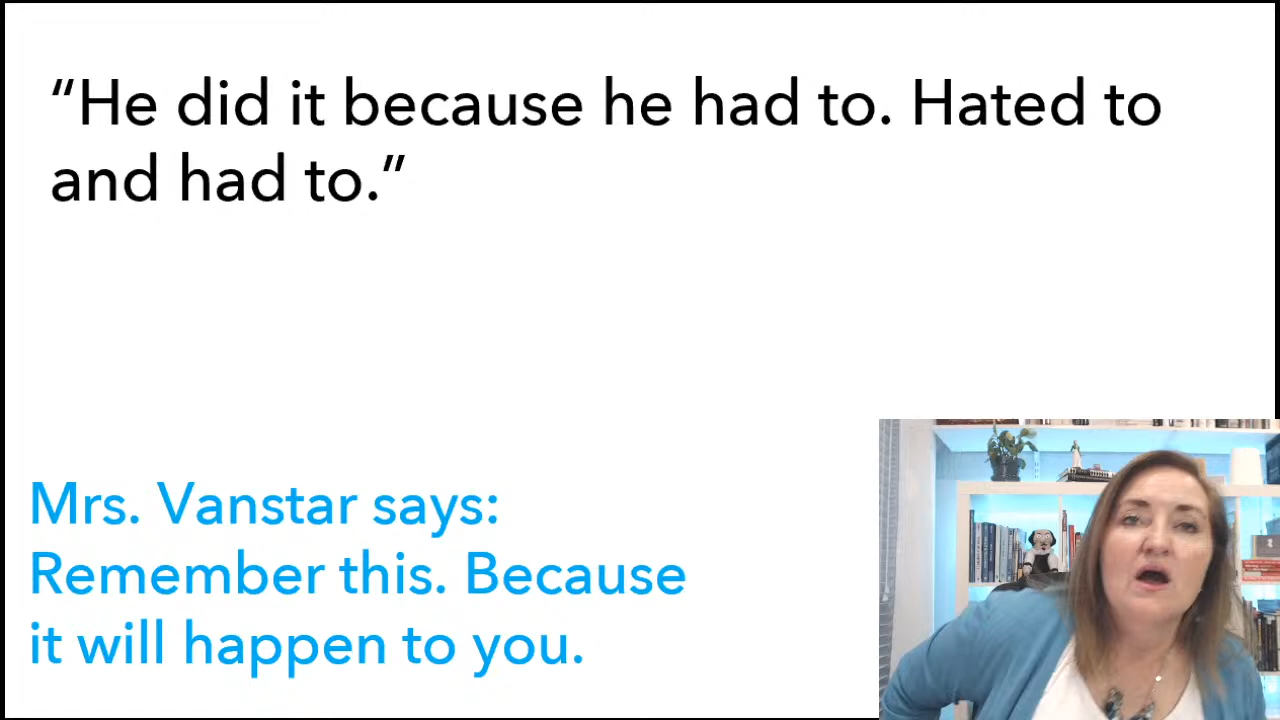 “He did it because he had to. Hated to
and had to.”
Mrs. Vanstar says:
Remember this. Because
it will happen to you.